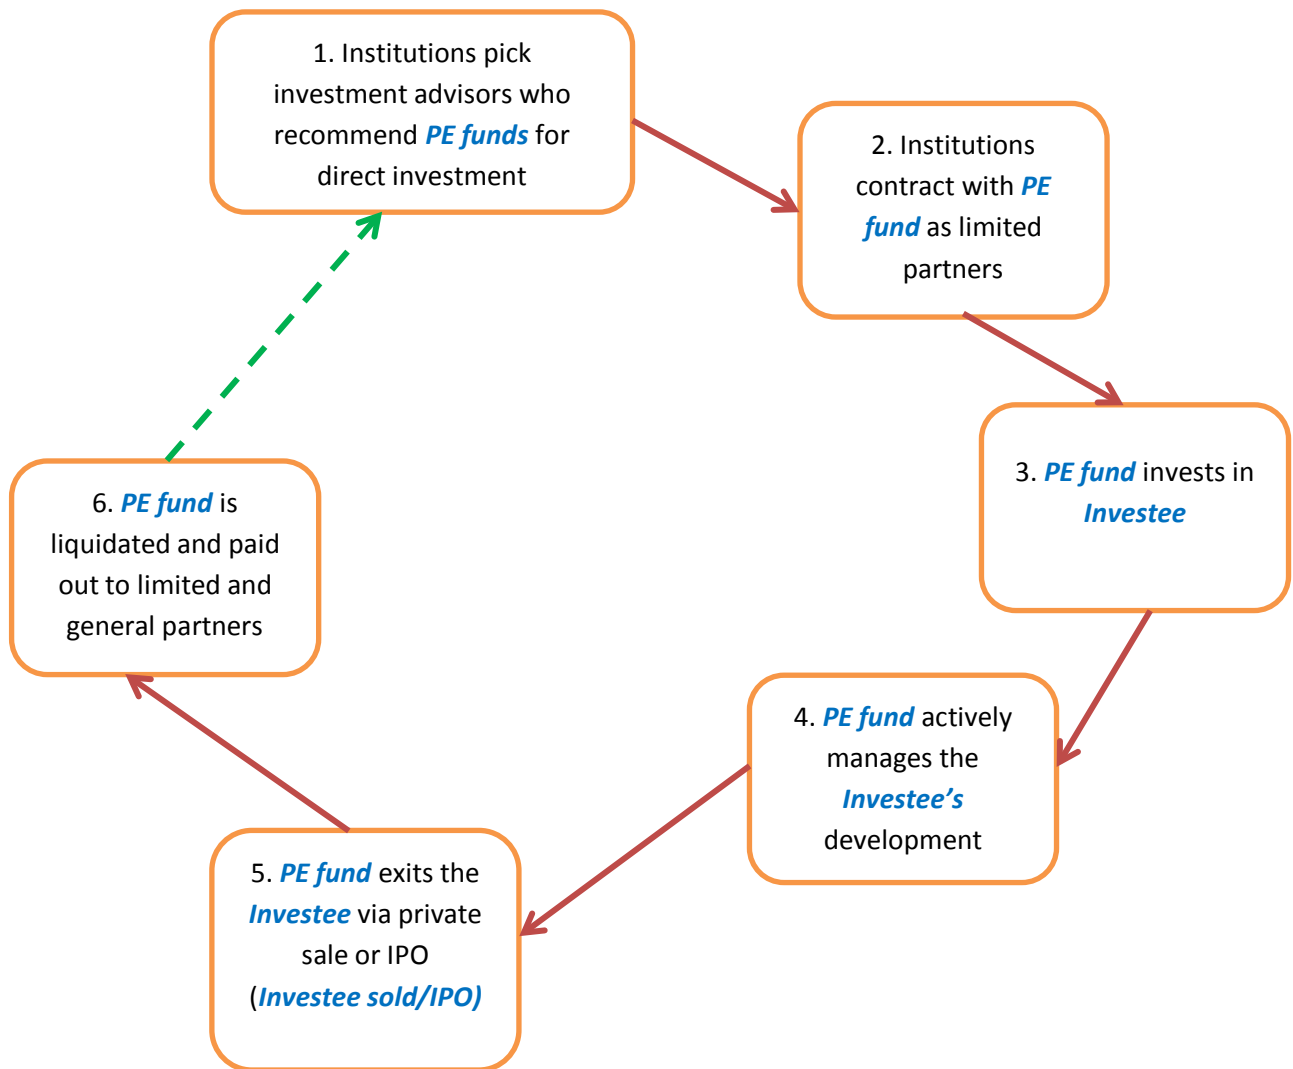 1. Institutions pick
investment advisors who
recommend PE funds for
direct investment
2. Institutions
contract with PE
fund as limited
partners
3. PE fund invests in
Investee
4. PE fund actively
manages the
Investee’s
development
5. PE fund exits the
Investee via private
sale or IPO
(Investee sold/IPO)
6. PE fund is
liquidated and paid
out to limited and
general partners